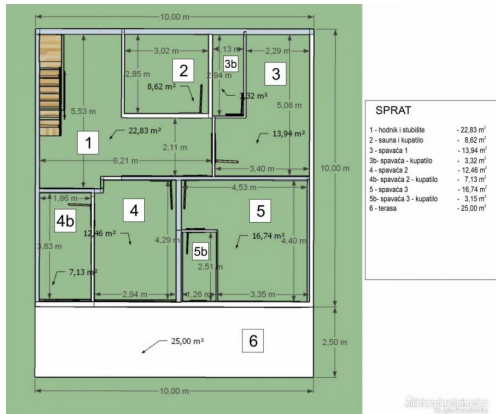 10,00 m
3,02 m
1,13 m
2,29 m
3b
2
3
2,85 m
2,94 m
8,62 m²
3,32 m²
5,53 m
5,08 m
1
22,83 m²
2,11 m
13,94 m²
6,21 m
3,40 m
10,00 m
1,86 m
4,53 m
4b
4
5
3,83 m
12,46 m²
4,29 m
16,74 m²
4,40 m
5b
2,51 m
7,13 m²
2,94 m
1,26 m
3,35 m
25,00 m²
6
2,50 m
10,00 m
SPRAT
1 - hodnik i stubište - 22,83 m²
2 - sauna i kupatilo - 8,62 m²
3 - spavaća 1 - 13,94 m²
3b- spavaća - kupatilo - 3,32 m²
4 - spavaća 2 - 12,46 m²
4b- spavaća 2 - kupatilo - 7,13 m²
5 - spavaća 3 - 16,74 m²
5b- spavaća 3 - kupatilo - 3,15 m²
6 - terasa - 25,00 m²